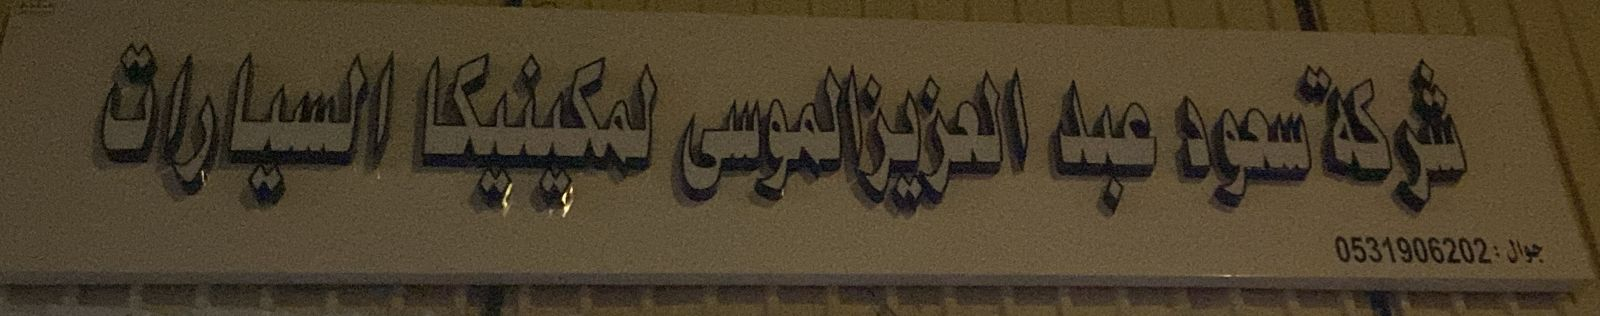 شركة سعود عبد العزيز الموسى لمكينيكا السيارات
جوال : 0531906202